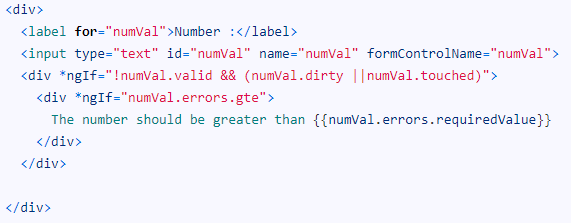 <div>
<label for="numVal">Number :</label>
<input type="text" id="numVal" name="numVal" formControlName="numVal">
<div *ngIf="!numVal.valid && (numVal.dirty ||numVal.touched)">
<div *ngIf="numVal.errors.gte">
The number should be greater than {{numVal.errors.requiredValue}}
</div>
</div>
</div>